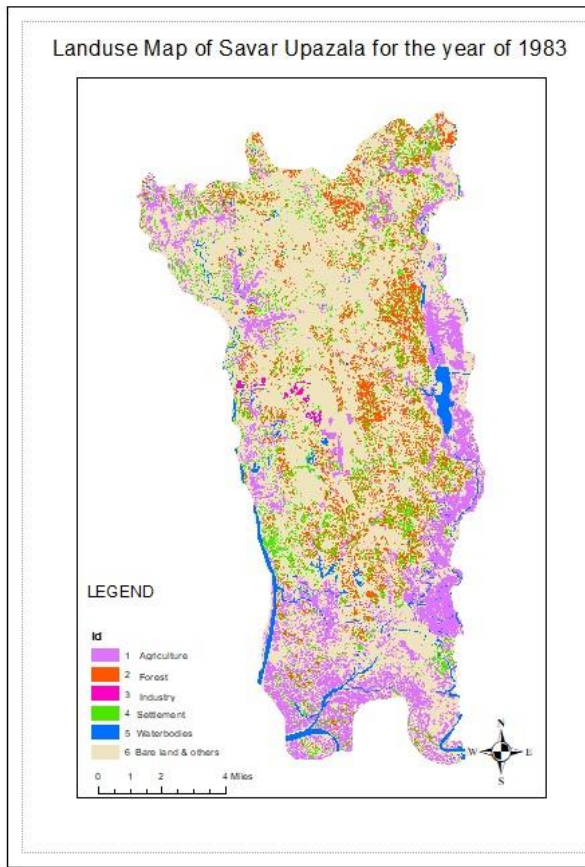 Landuse Map of Savar Upazala for the year of 1983
LEGEND
Id
1 Agriculture
2 Forest
3 Industry
4 Settlement
5 Waterbodies
6 Bare land & others
0 1 2 4 Miles
N
W E
S